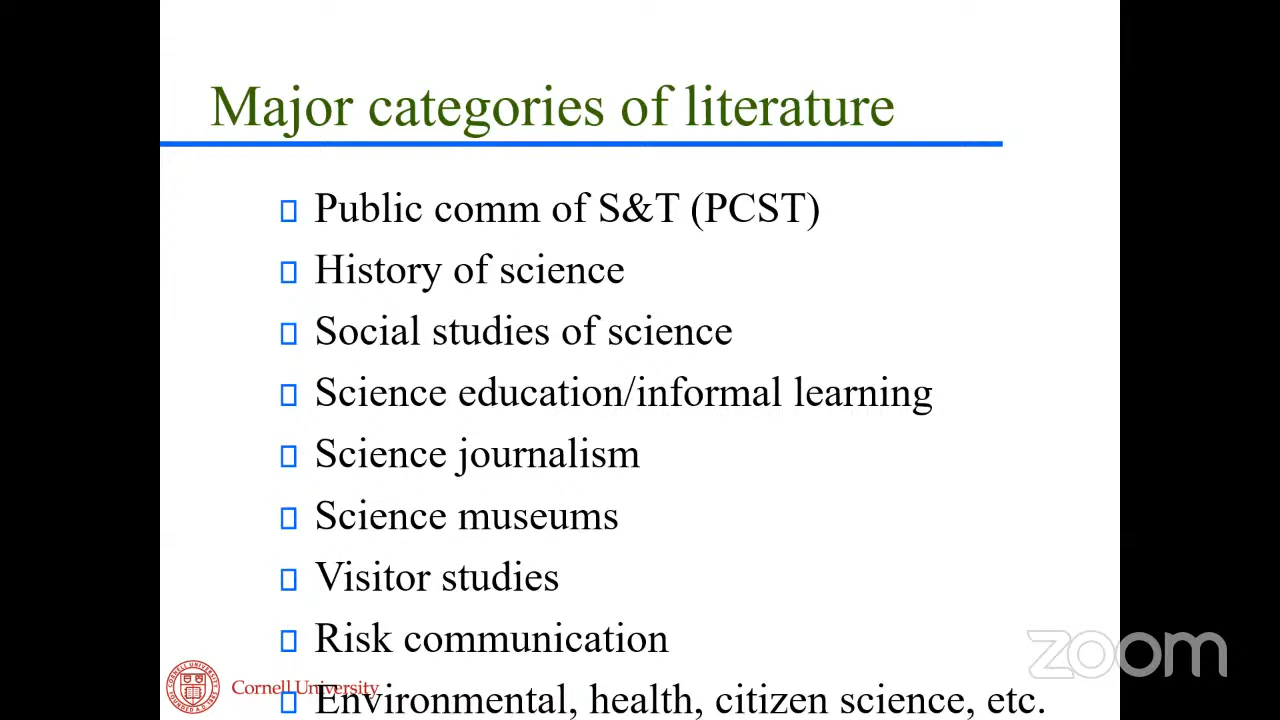 Major categories of literature
Public comm of S&T (PCST)
History of science
Social studies of science
Science education/informal learning
Science journalism
Science museums
Visitor studies
Risk communication
Environmental, health, citizen science, etc.
Cornell University
zoom